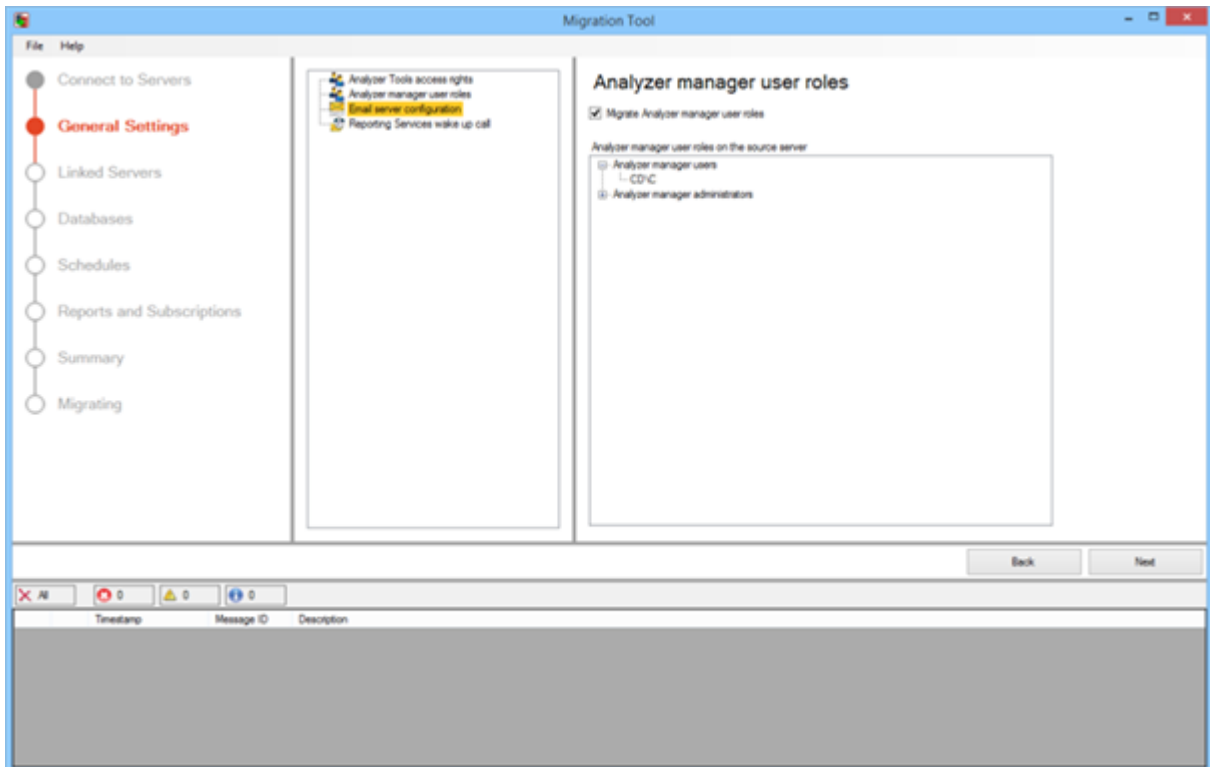 Migration Tool
File Help
Connect to Servers
General Settings
Linked Servers
Databases
Schedules
Reports and Subscriptions
Summary
Migrating
Analyzer Tools access rights
Analyzer manager user roles
Email server configuration
Reporting Services wake up call
Analyzer manager user roles
Migrate Analyzer manager user roles
Analyzer manager user roles on the source server
Analyzer manager users
CD\C
Analyzer manager administrators
Back Next
All 0 0 0
Timestamp Message ID Description